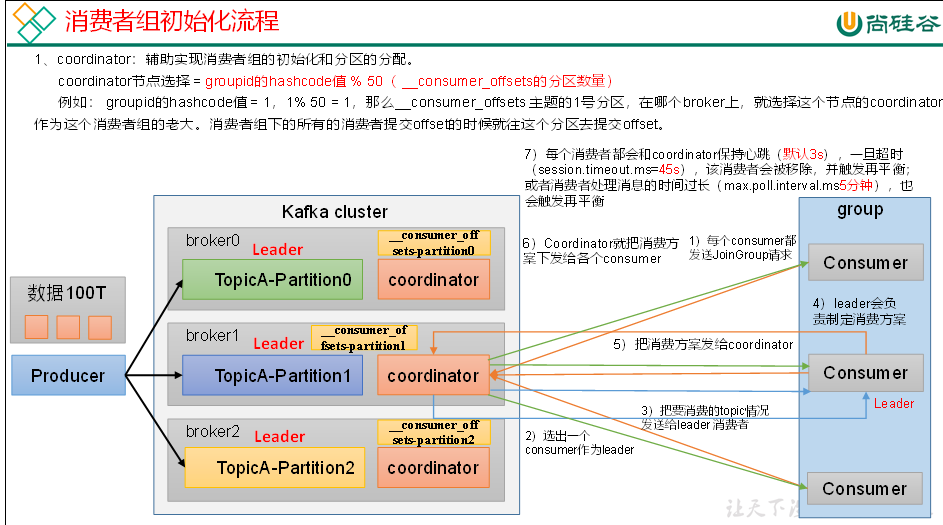 消费者组初始化流程
尚硅谷
1、coordinator：辅助实现消费者组的初始化和分区的分配。
coordinator节点选择 = groupid的hashcode值 % 50（ __consumer_offsets的分区数量）
例如： groupid的hashcode值 = 1，1% 50 = 1，那么__consumer_offsets 主题的1号分区，在哪个broker上，就选择这个节点的coordinator
作为这个消费者组的老大。消费者组下的所有的消费者提交offset的时候就往这个分区去提交offset。
7）每个消费者都会和coordinator保持心跳（默认3s），一旦超时
（session.timeout.ms=45s），该消费者会被移除，并触发再平衡；
或者消费者处理消息的时间过长（max.poll.interval.ms5分钟），也
会触发再平衡
Kafka cluster
group
broker0
Leader
__consumer_off
sets-partition0
TopicA-Partition0
coordinator
6）Coordinator就把消费方
案下发给各个consumer
1）每个consumer都
发送JoinGroup请求
Consumer
数据100T
4）leader会负
责制定消费方案
broker1
Leader
__consumer_of
fsets-partition1
5）把消费方案发给coordinator
Producer
TopicA-Partition1
coordinator
Consumer
Leader
3）把要消费的topic情况
发送给leader 消费者
broker2
Leader
__consumer_off
sets-partition2
2）选出一个
consumer作为leader
TopicA-Partition2
coordinator
Consumer
让天下